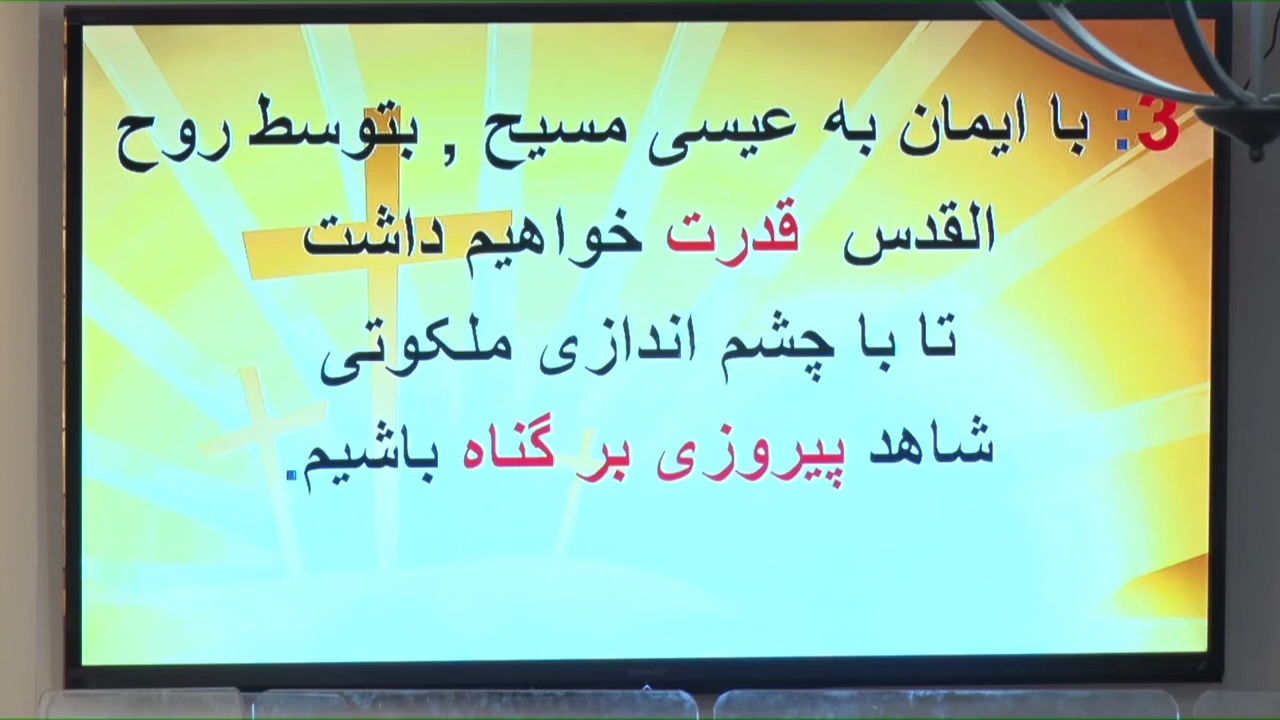 3: با ایمان به عیسی مسیح , بتوسط روح
القدس قدرت خواهیم داشت
تا با چشم اندازی ملکوتی
شاهد پیروزی بر گناه باشیم.